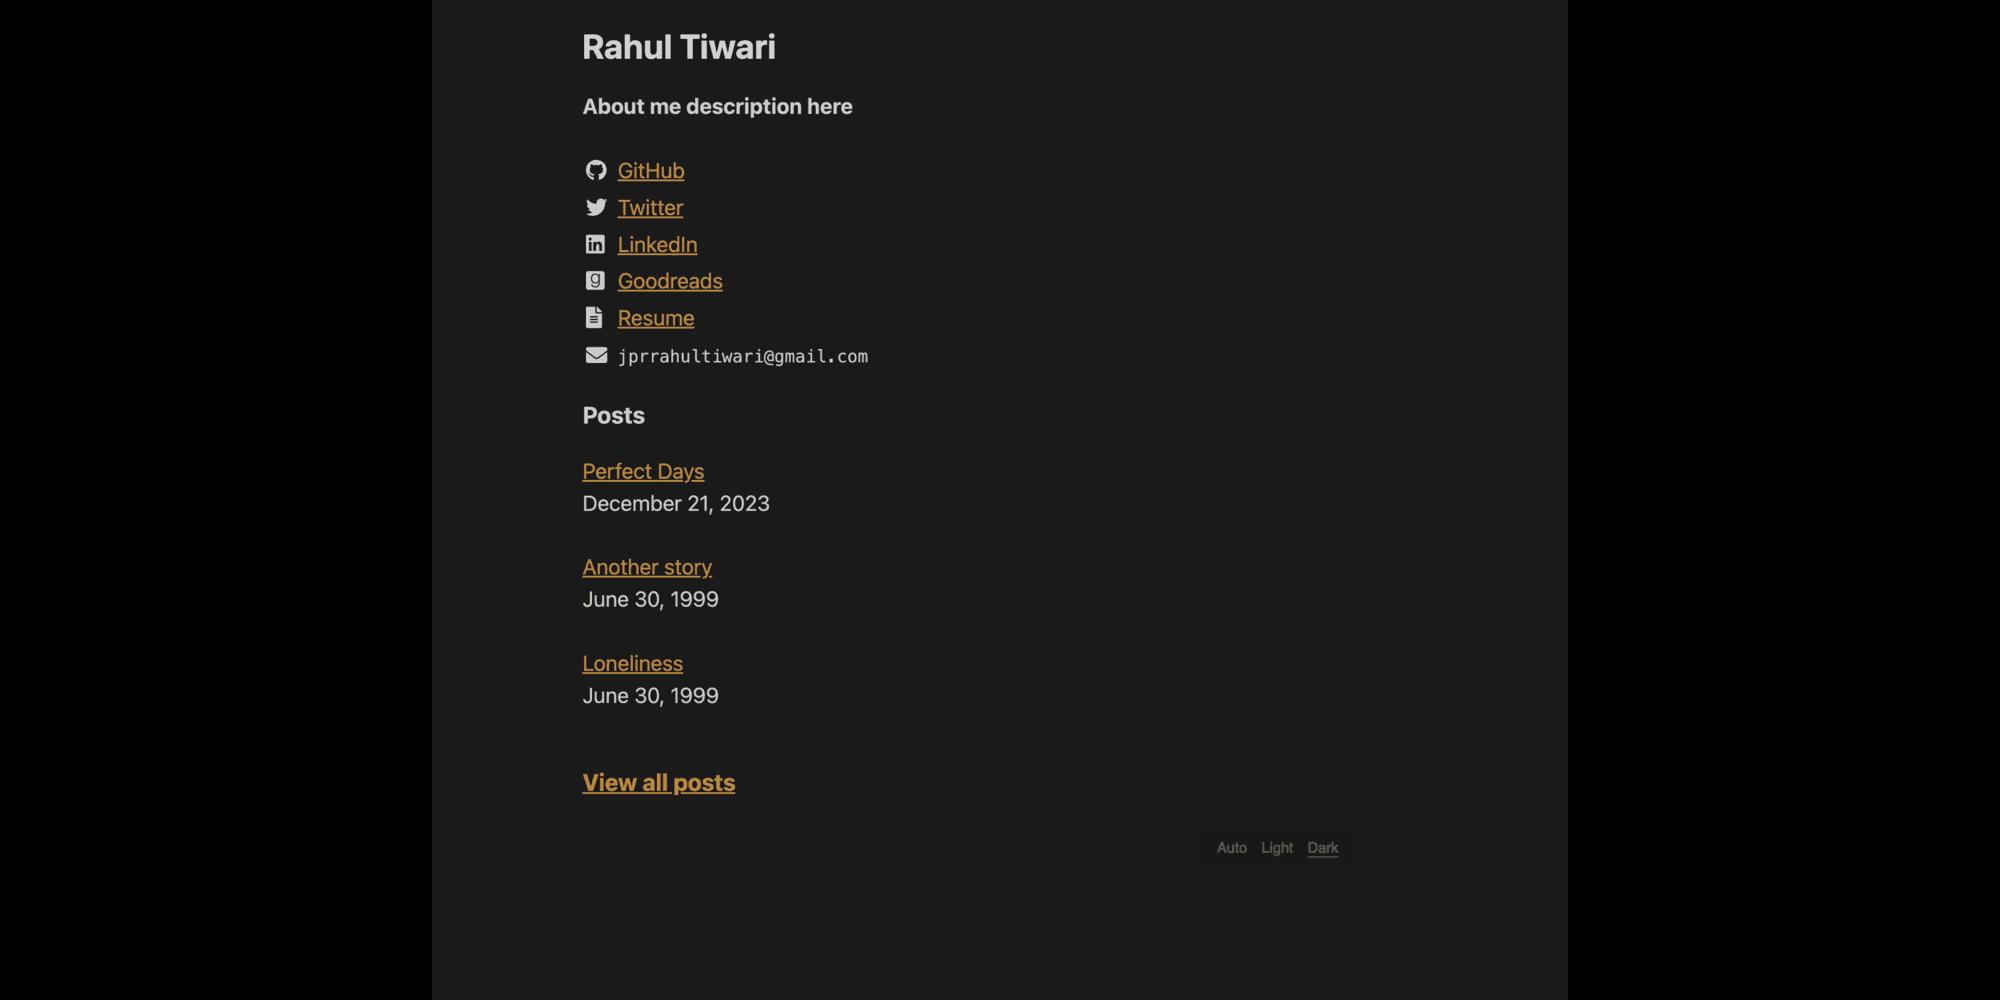 Rahul Tiwari
About me description here
GitHub
Twitter
LinkedIn
Goodreads
Resume
jprrahultiwari@gmail.com
Posts
Perfect Days
December 21, 2023
Another story
June 30, 1999
Loneliness
June 30, 1999
View all posts
Auto Light Dark